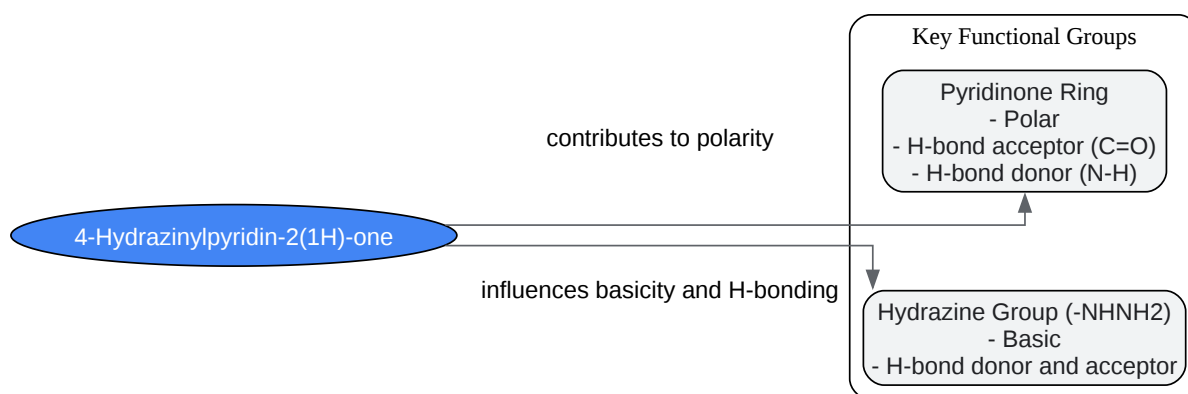 Key Functional Groups
Pyridinone Ring
- Polar
- H-bond acceptor (C=O)
- H-bond donor (N-H)
contributes to polarity
4-Hydrazinylpyridin-2(1H)-one
influences basicity and H-bonding
Hydrazine Group (-NHNH2)
- Basic
- H-bond donor and acceptor